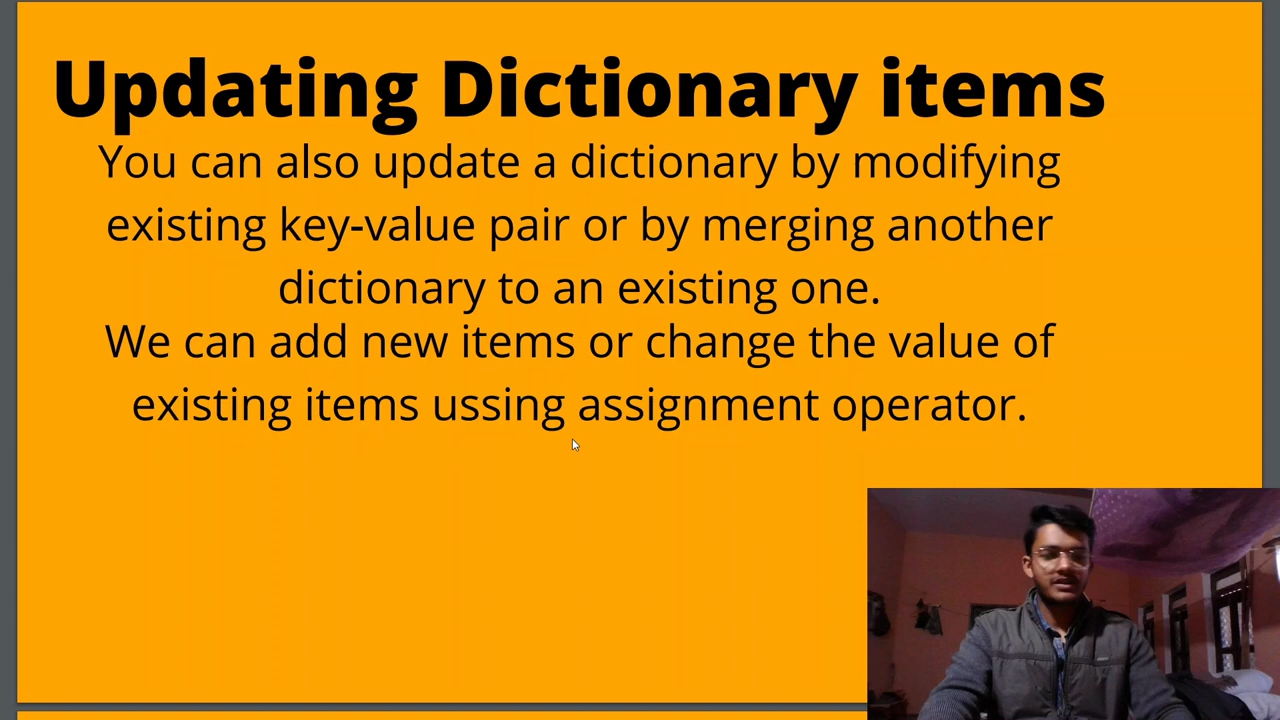 Updating Dictionary items
You can also update a dictionary by modifying
existing key-value pair or by merging another
dictionary to an existing one.
We can add new items or change the value of
existing items ussing assignment operator.